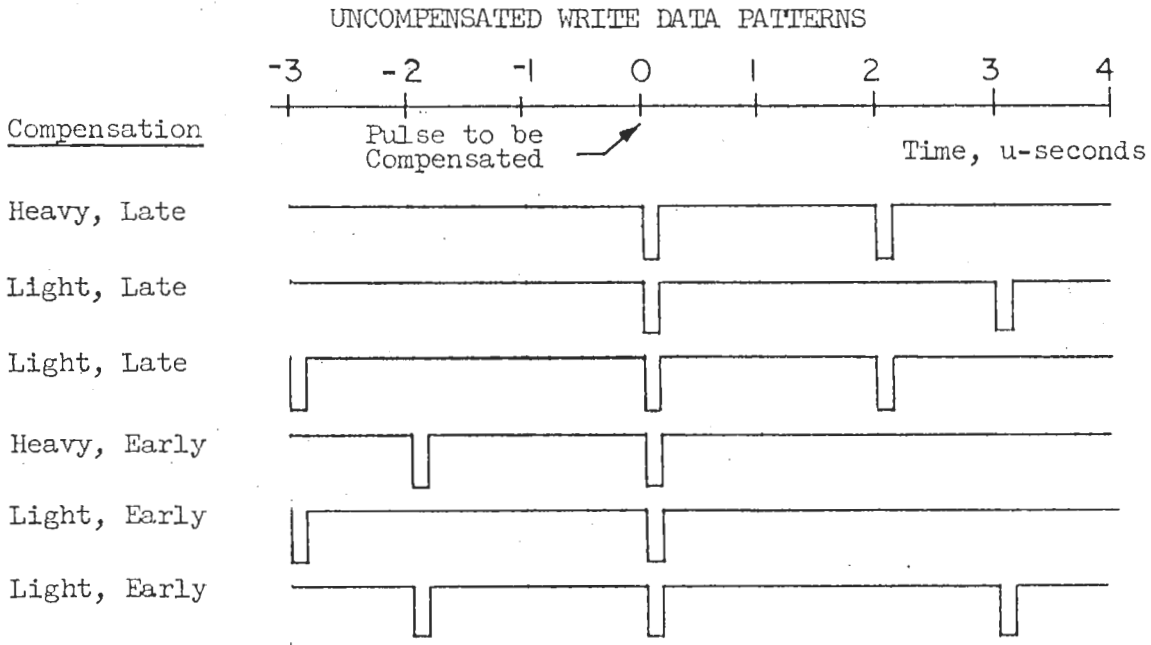 UNCOMPENSATED WRITE DATA PATTERNS
-3 -2 -1 0 1 2 3 4
Compensation
Pulse to be
Compensated
Time, u-seconds
Heavy, Late
Light, Late
Light, Late
Heavy, Early
Light, Early
Light, Early